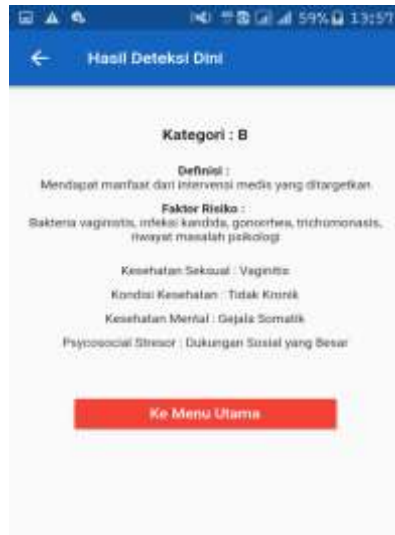 59% 13:57
Hasil Deteksi Dini
Kategori : B
Definisi :
Mendapat manfaat dari intervensi medis yang ditargetkan
Faktor Risiko :
Bakteria vaginistis, infeksi kandida, gonorrhea, trichomonasis,
riwayat masalah psikologi
Kesehatan Seksual : Vaginitis
Kondisi Kesehatan : Tidak Kronik
Kesehatan Mental : Gejala Somatik
Psycosocial Stresor : Dukungan Sosial yang Besar
Ke Menu Utama